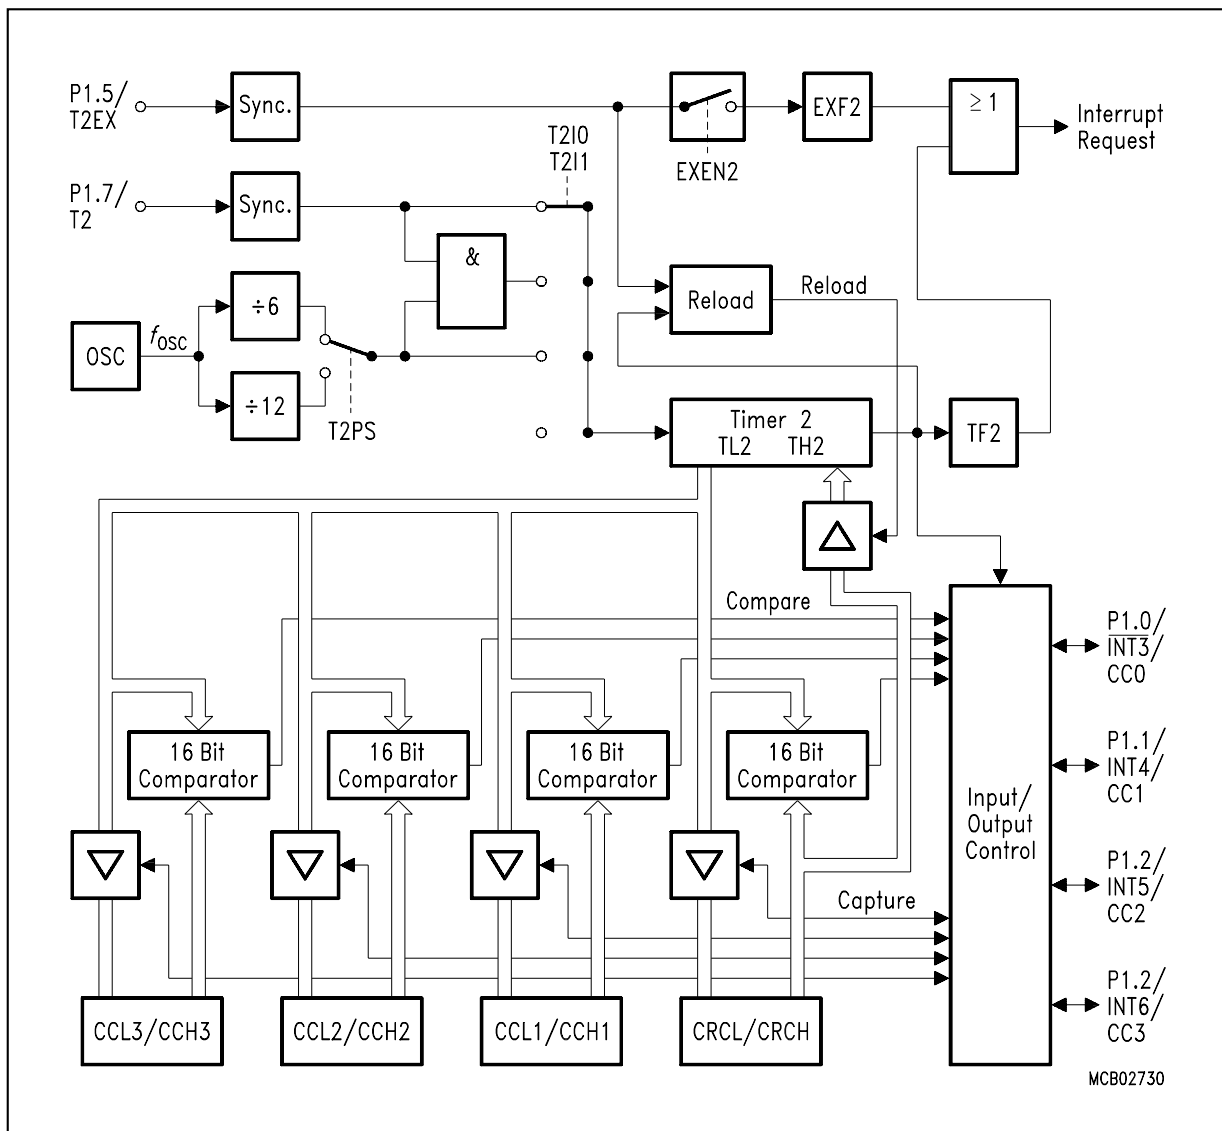 P1.5/
T2EX
Sync.
EXEN2
EXF2
≥1
Interrupt
Request
T2I0
T2I1
P1.7/
T2
Sync.
&
÷6
OSC
fOSC
÷12
T2PS
Reload
Reload
Timer 2
TL2 TH2
TF2
Compare
16 Bit
Comparator
16 Bit
Comparator
16 Bit
Comparator
16 Bit
Comparator
Capture
Input/
Output
Control
P1.0/
INT3/
CC0
P1.1/
INT4/
CC1
P1.2/
INT5/
CC2
P1.2/
INT6/
CC3
CCL3/CCH3
CCL2/CCH2
CCL1/CCH1
CRCL/CRCH
MCB02730